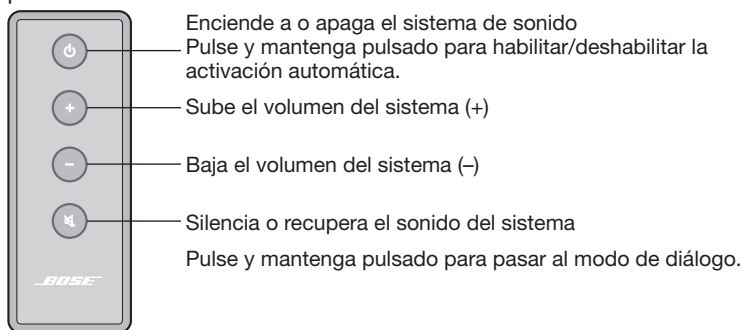 Enciende a o apaga el sistema de sonido
Pulse y mantenga pulsado para habilitar/deshabilitar la
activación automática.
+
Sube el volumen del sistema (+)
–
Baja el volumen del sistema (–)
Silencia o recupera el sonido del sistema
Pulse y mantenga pulsado para pasar al modo de diálogo.
BOSE